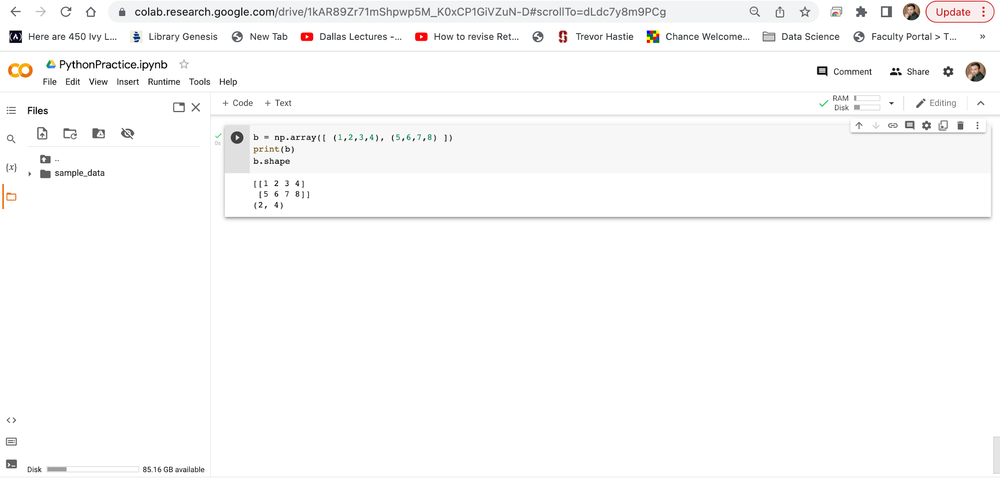 colab.research.google.com/drive/1kAR89Zr71mShpwp5M_K0xCP1GiVZuN-D#scrollTo=dLdc7y8m9PCg
Update
Here are 450 Ivy L...
Library Genesis
New Tab
Dallas Lectures -...
How to revise Ret...
Trevor Hastie
Chance Welcome...
Data Science
Faculty Portal > T...
»
PythonPractice.ipynb
File Edit View Insert Runtime Tools Help
Comment
Share
Files
+ Code + Text
RAM
Disk
Editing
{x}
..
sample_data
0s
b = np.array([ (1,2,3,4), (5,6,7,8) ])
print(b)
b.shape
[[1 2 3 4]
[5 6 7 8]]
(2, 4)
Disk
85.16 GB available